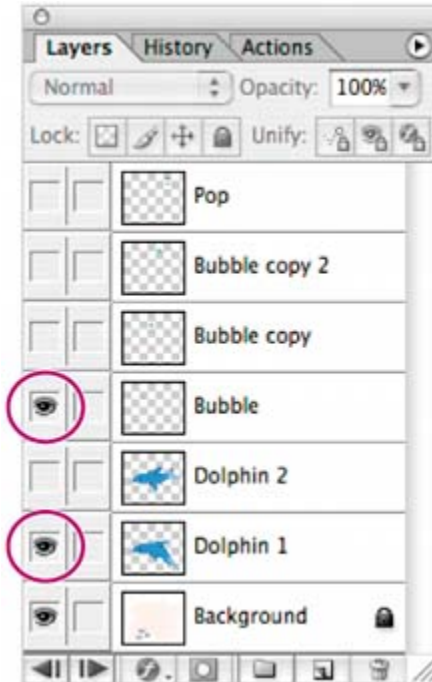 Layers History Actions
Normal Opacity: 100%
Lock: Unify:
Pop
Bubble copy 2
Bubble copy
Bubble
Dolphin 2
Dolphin 1
Background